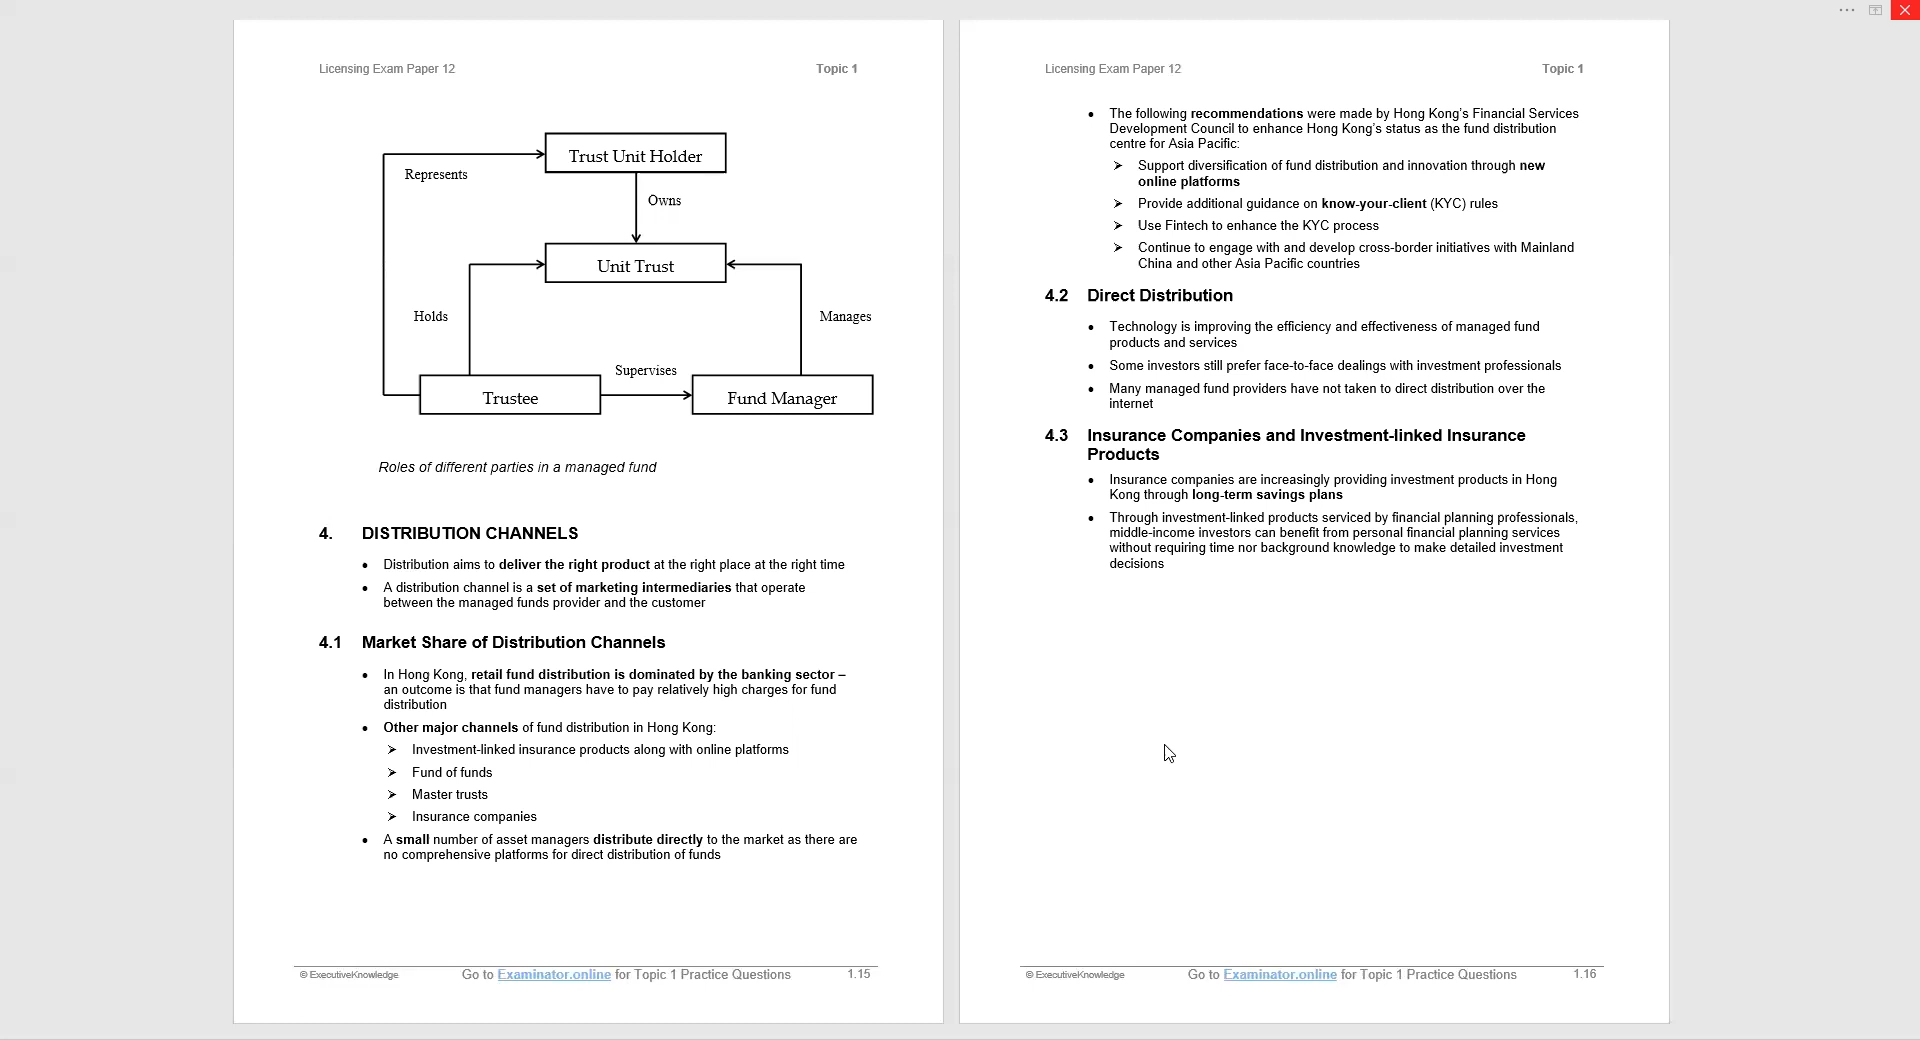 Licensing Exam Paper 12
Topic 1
Trust Unit Holder
Represents
Owns
Unit Trust
Holds
Manages
Supervises
Trustee
Fund Manager
Roles of different parties in a managed fund
4. DISTRIBUTION CHANNELS
• Distribution aims to deliver the right product at the right place at the right time
• A distribution channel is a set of marketing intermediaries that operate
between the managed funds provider and the customer
4.1 Market Share of Distribution Channels
• In Hong Kong, retail fund distribution is dominated by the banking sector –
an outcome is that fund managers have to pay relatively high charges for fund
distribution
• Other major channels of fund distribution in Hong Kong:
➢ Investment-linked insurance products along with online platforms
➢ Fund of funds
➢ Master trusts
➢ Insurance companies
• A small number of asset managers distribute directly to the market as there are
no comprehensive platforms for direct distribution of funds
© ExecutiveKnowledge
Go to Examinator.online for Topic 1 Practice Questions
1.15
Licensing Exam Paper 12
Topic 1
• The following recommendations were made by Hong Kong's Financial Services
Development Council to enhance Hong Kong's status as the fund distribution
centre for Asia Pacific:
➢ Support diversification of fund distribution and innovation through new
online platforms
➢ Provide additional guidance on know-your-client (KYC) rules
➢ Use Fintech to enhance the KYC process
➢ Continue to engage with and develop cross-border initiatives with Mainland
China and other Asia Pacific countries
4.2 Direct Distribution
• Technology is improving the efficiency and effectiveness of managed fund
products and services
• Some investors still prefer face-to-face dealings with investment professionals
• Many managed fund providers have not taken to direct distribution over the
internet
4.3 Insurance Companies and Investment-linked Insurance
Products
• Insurance companies are increasingly providing investment products in Hong
Kong through long-term savings plans
• Through investment-linked products serviced by financial planning professionals,
middle-income investors can benefit from personal financial planning services
without requiring time nor background knowledge to make detailed investment
decisions
© ExecutiveKnowledge
Go to Examinator.online for Topic 1 Practice Questions
1.16